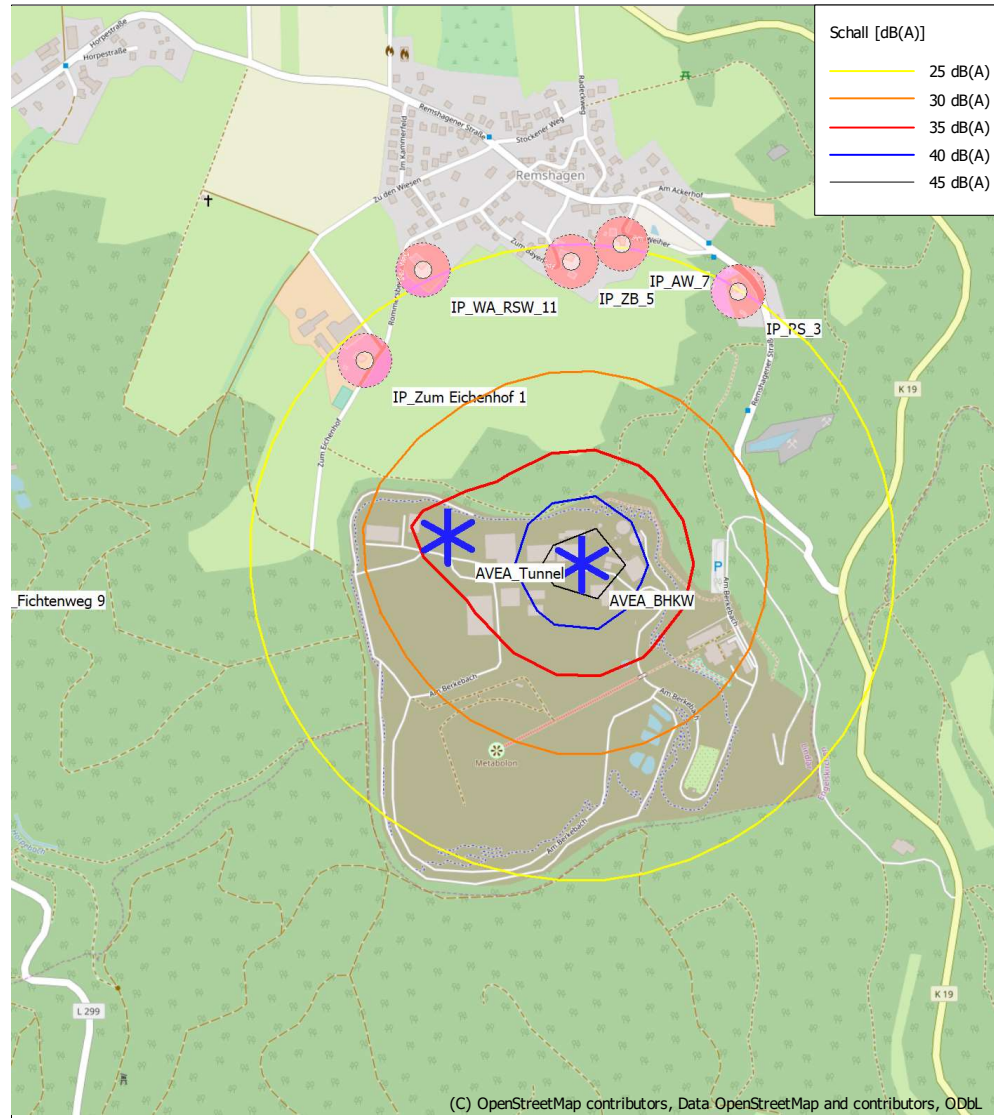 Schall [dB(A)]
25 dB(A)
30 dB(A)
35 dB(A)
40 dB(A)
45 dB(A)
Horpestraße
Horpestraße
Remshagener Straße
Radeckweg
Stockener Weg
Im Kammerfeld
Zu den Wiesen
Remshagen
Am Ackerhof
IP_WA_RSW_11
IP_ZB_5
IP_AW_7
IP_RS_3
IP_Zum Eichenhof 1
Zum Eichenhof
Remshagener Straß
K 19
P
AVEA_Tunnel
AVEA_BHKW
_Fichtenweg 9
Am Berkebach
Am Berkebach
Am Berkebach
Metabolon
Am Berkebach
L 299
K 19
(C) OpenStreetMap contributors, Data OpenStreetMap and contributors, ODbL